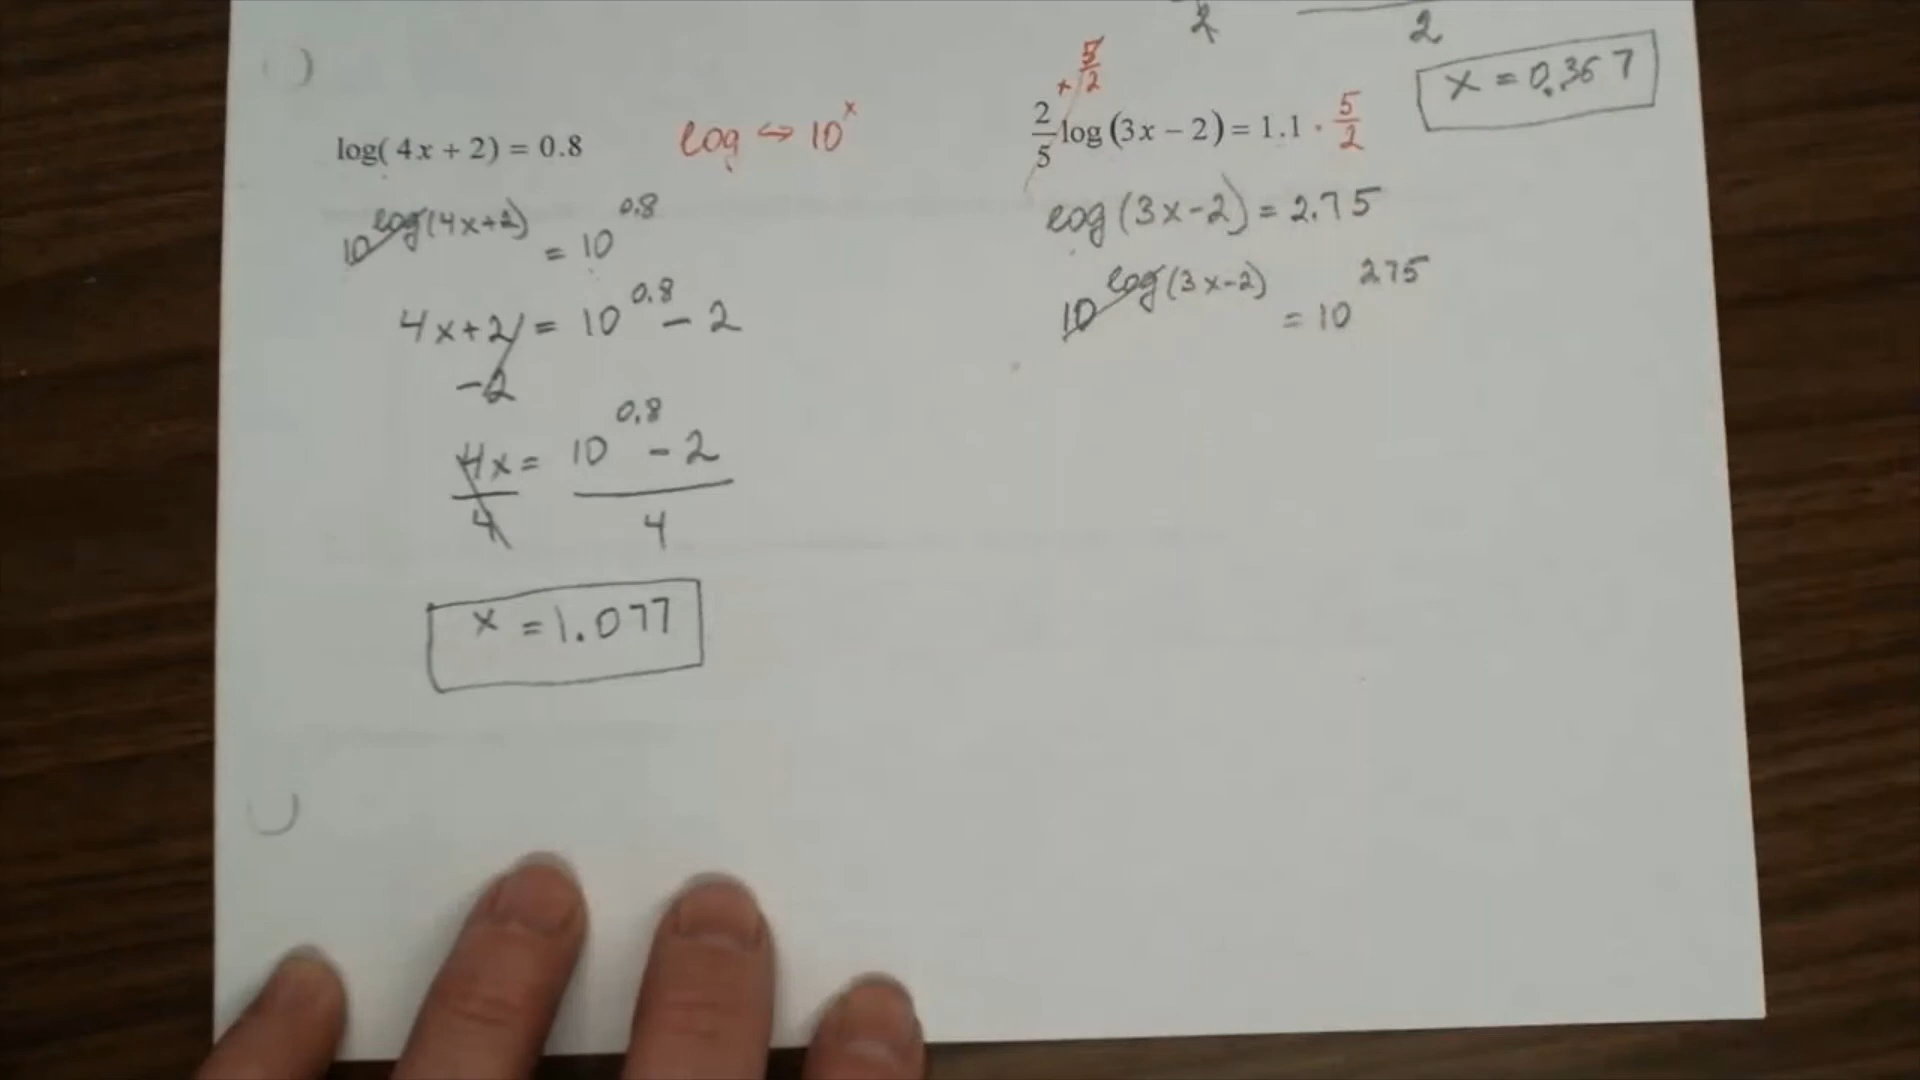 2 2
x = 0.367
log( 4x + 2) = 0.8
log ↔ 10^x
10^log(4x+2) = 10^0.8
4x+2 = 10^0.8 - 2
-2
4x = 10^0.8 - 2
4 4
x = 1.077
· 5/2
2/5 log (3x - 2) = 1.1 · 5/2
log (3x-2) = 2.75
10^log(3x-2) = 10^2.75